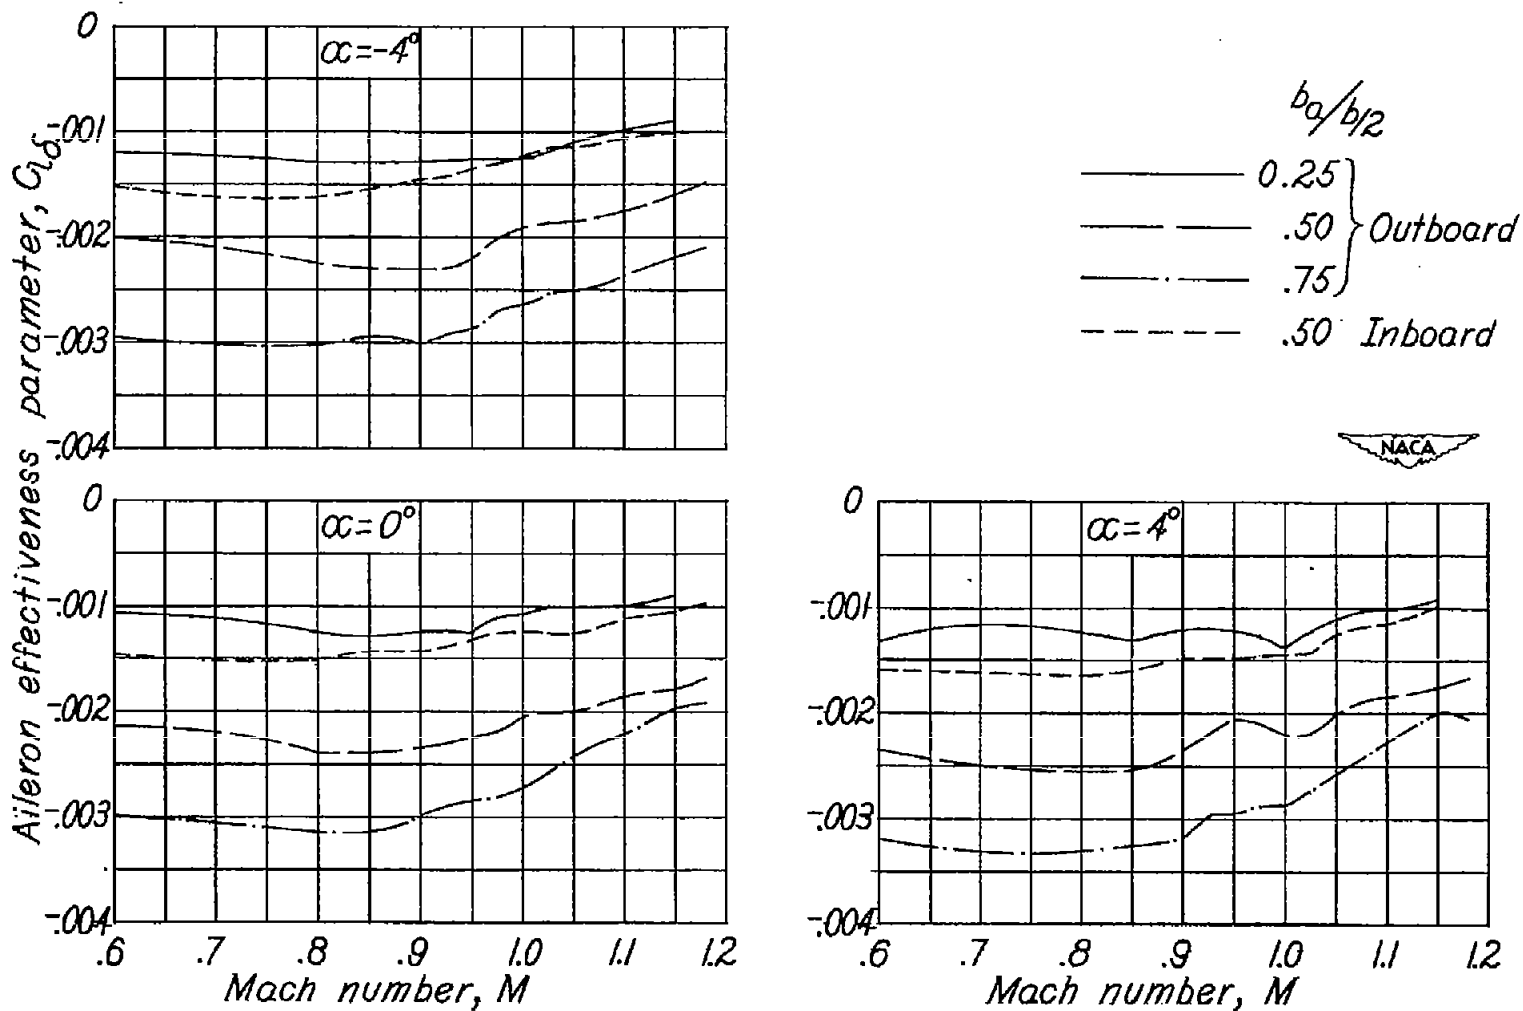 Aileron effectiveness parameter, Clδ
α=-4°
0
-.001
-.002
-.003
-.004
ba/b/2
0.25
.50
.75
Outboard
.50 Inboard
NACA
α=0°
0
-.001
-.002
-.003
-.004
.6 .7 .8 .9 1.0 1.1 1.2
Mach number, M
α=4°
0
-.001
-.002
-.003
-.004
.6 .7 .8 .9 1.0 1.1 1.2
Mach number, M